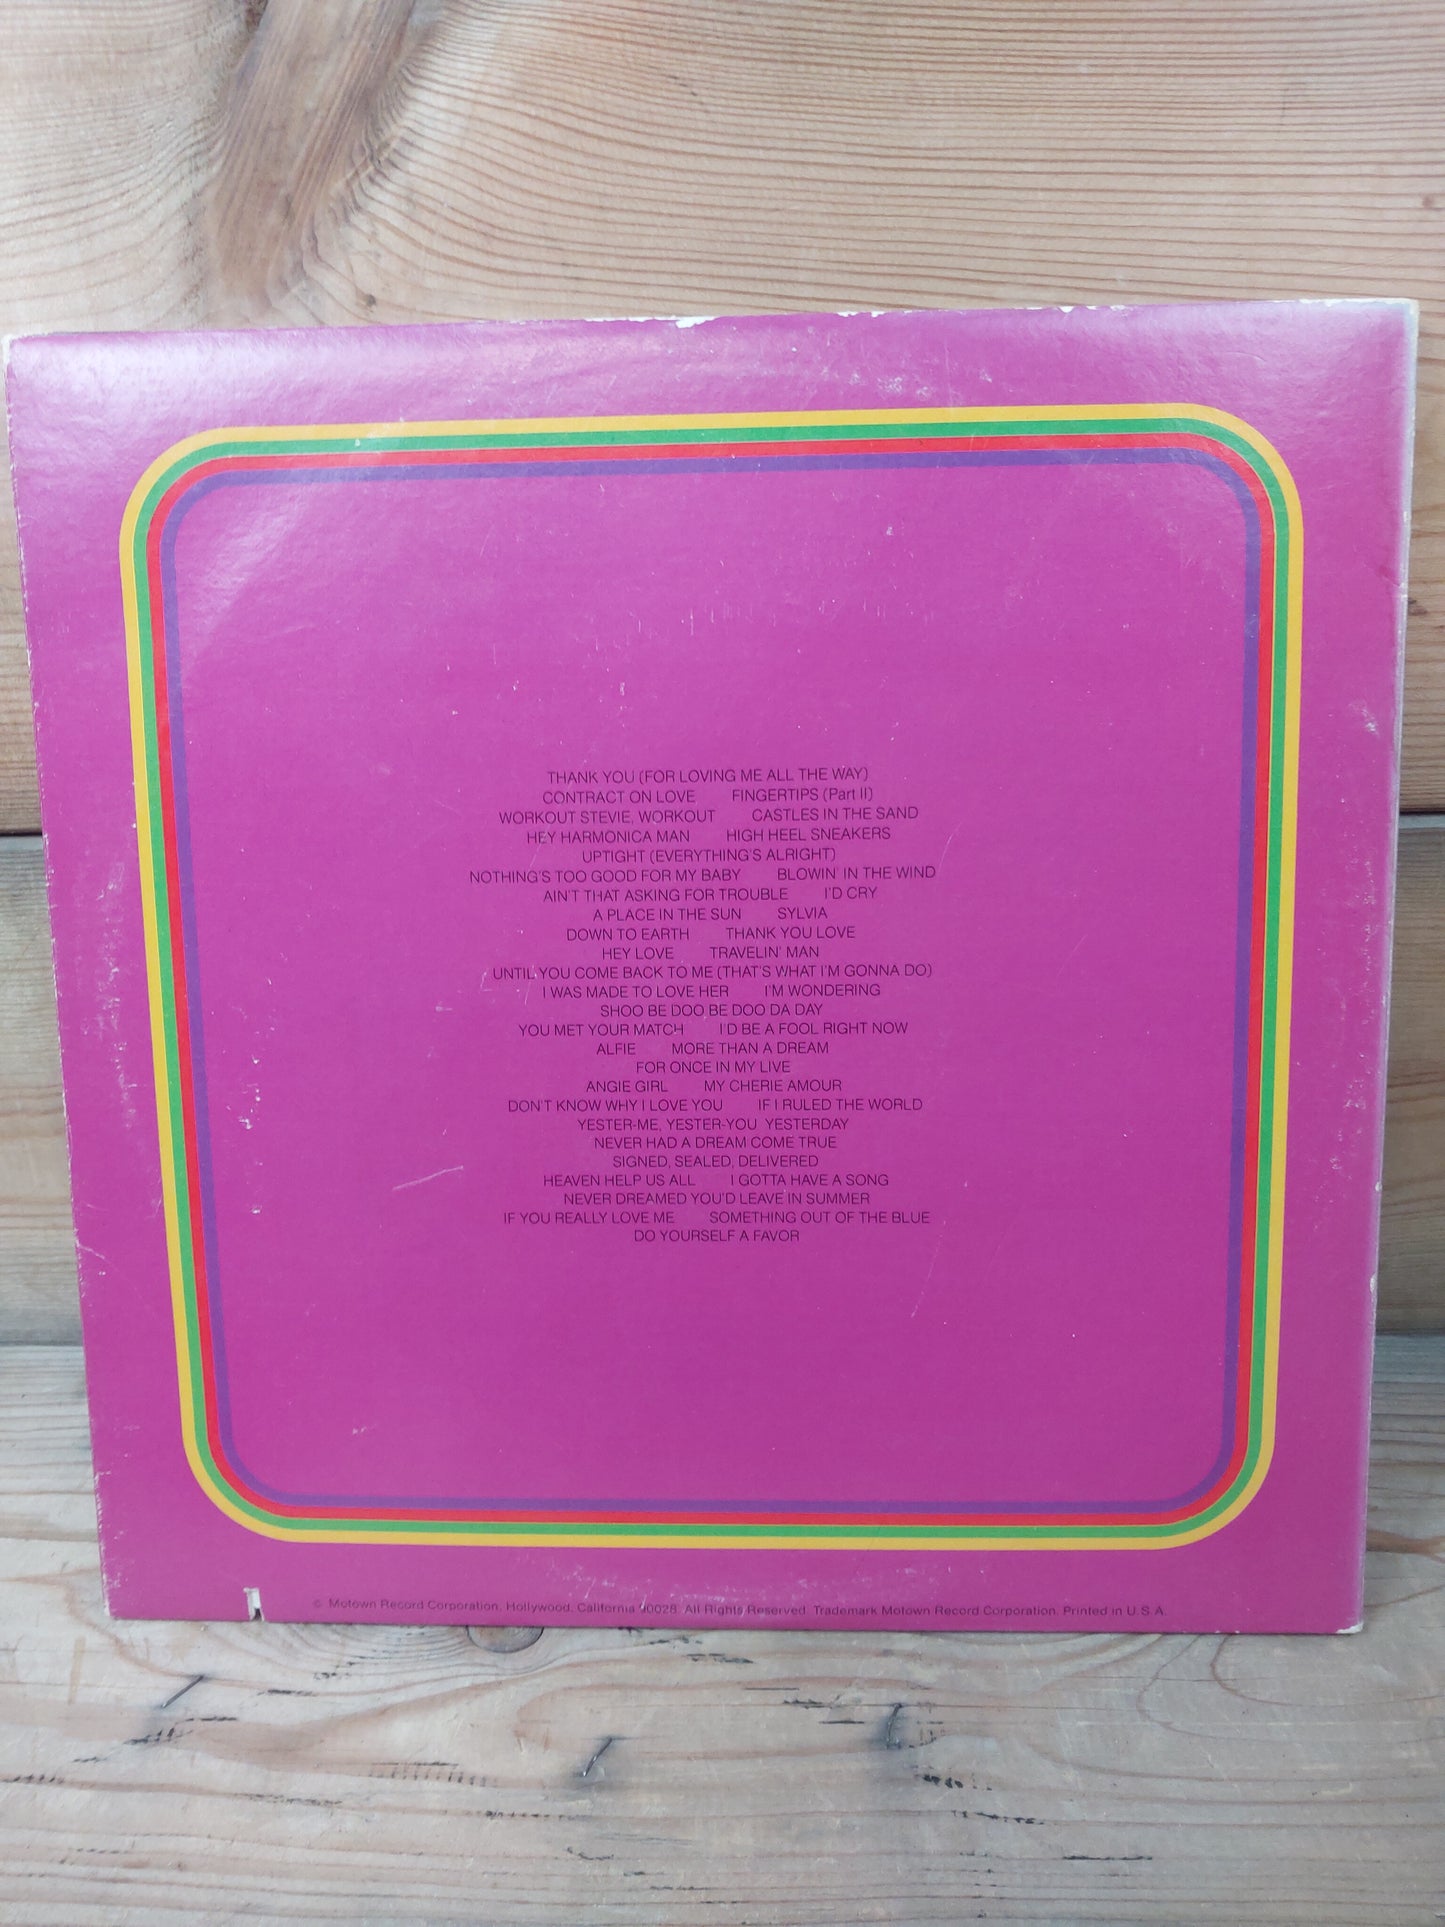 THANK YOU (FOR LOVING ME ALL THE WAY)
CONTRACT ON LOVE FINGERTIPS (Part II)
WORKOUT STEVIE, WORKOUT CASTLES IN THE SAND
HEY HARMONICA MAN HIGH HEEL SNEAKERS
UPTIGHT (EVERYTHING'S ALRIGHT)
NOTHING'S TOO GOOD FOR MY BABY BLOWIN' IN THE WIND
AIN'T THAT ASKING FOR TROUBLE I'D CRY
A PLACE IN THE SUN SYLVIA
DOWN TO EARTH THANK YOU LOVE
HEY LOVE TRAVELIN' MAN
UNTIL YOU COME BACK TO ME (THAT'S WHAT I'M GONNA DO)
I WAS MADE TO LOVE HER I'M WONDERING
SHOO BE DOO BE DOO DA DAY
YOU MET YOUR MATCH I'D BE A FOOL RIGHT NOW
ALFIE MORE THAN A DREAM
FOR ONCE IN MY LIVE
ANGIE GIRL MY CHERIE AMOUR
DON'T KNOW WHY I LOVE YOU IF I RULED THE WORLD
YESTER-ME, YESTER-YOU YESTERDAY
NEVER HAD A DREAM COME TRUE
SIGNED, SEALED, DELIVERED
HEAVEN HELP US ALL I GOTTA HAVE A SONG
NEVER DREAMED YOU'D LEAVE IN SUMMER
IF YOU REALLY LOVE ME SOMETHING OUT OF THE BLUE
DO YOURSELF A FAVOR
© Motown Record Corporation, Hollywood, California 90028. All Rights Reserved. Trademark Motown Record Corporation. Printed in U.S.A.